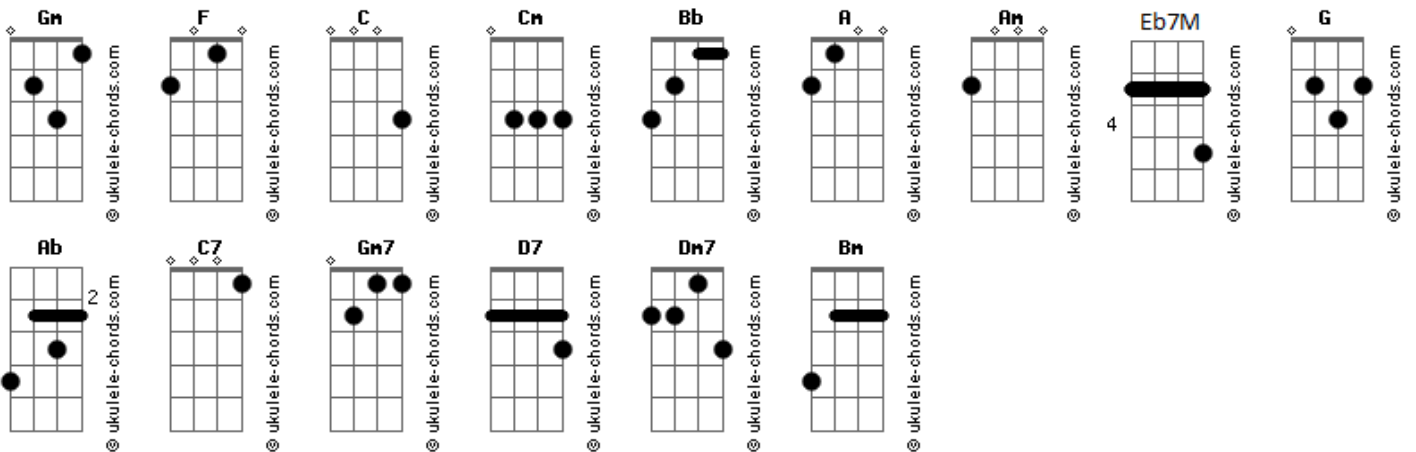 Gm F C Cm Bb A Am Eb7M G
© ukulele-chords.com © ukulele-chords.com © ukulele-chords.com © ukulele-chords.com © ukulele-chords.com © ukulele-chords.com © ukulele-chords.com © ukulele-chords.com © ukulele-chords.com
4
Ab C7 Gm7 D7 Dm7 Bm
2
© ukulele-chords.com © ukulele-chords.com © ukulele-chords.com © ukulele-chords.com © ukulele-chords.com © ukulele-chords.com